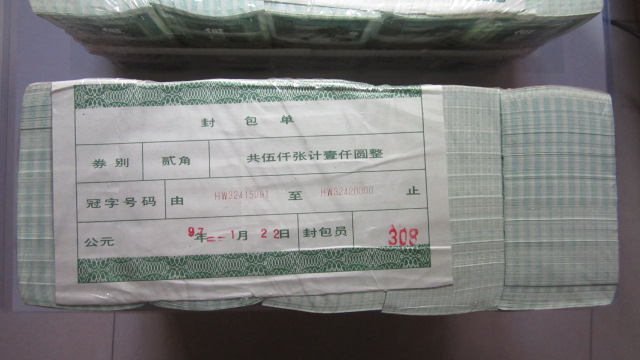 封包单
券别 贰角 共伍仟张计壹仟圆整
冠字号码 由 HW32415001 至 HW32420000 止
公元 97年 1月 22日 封包员 308